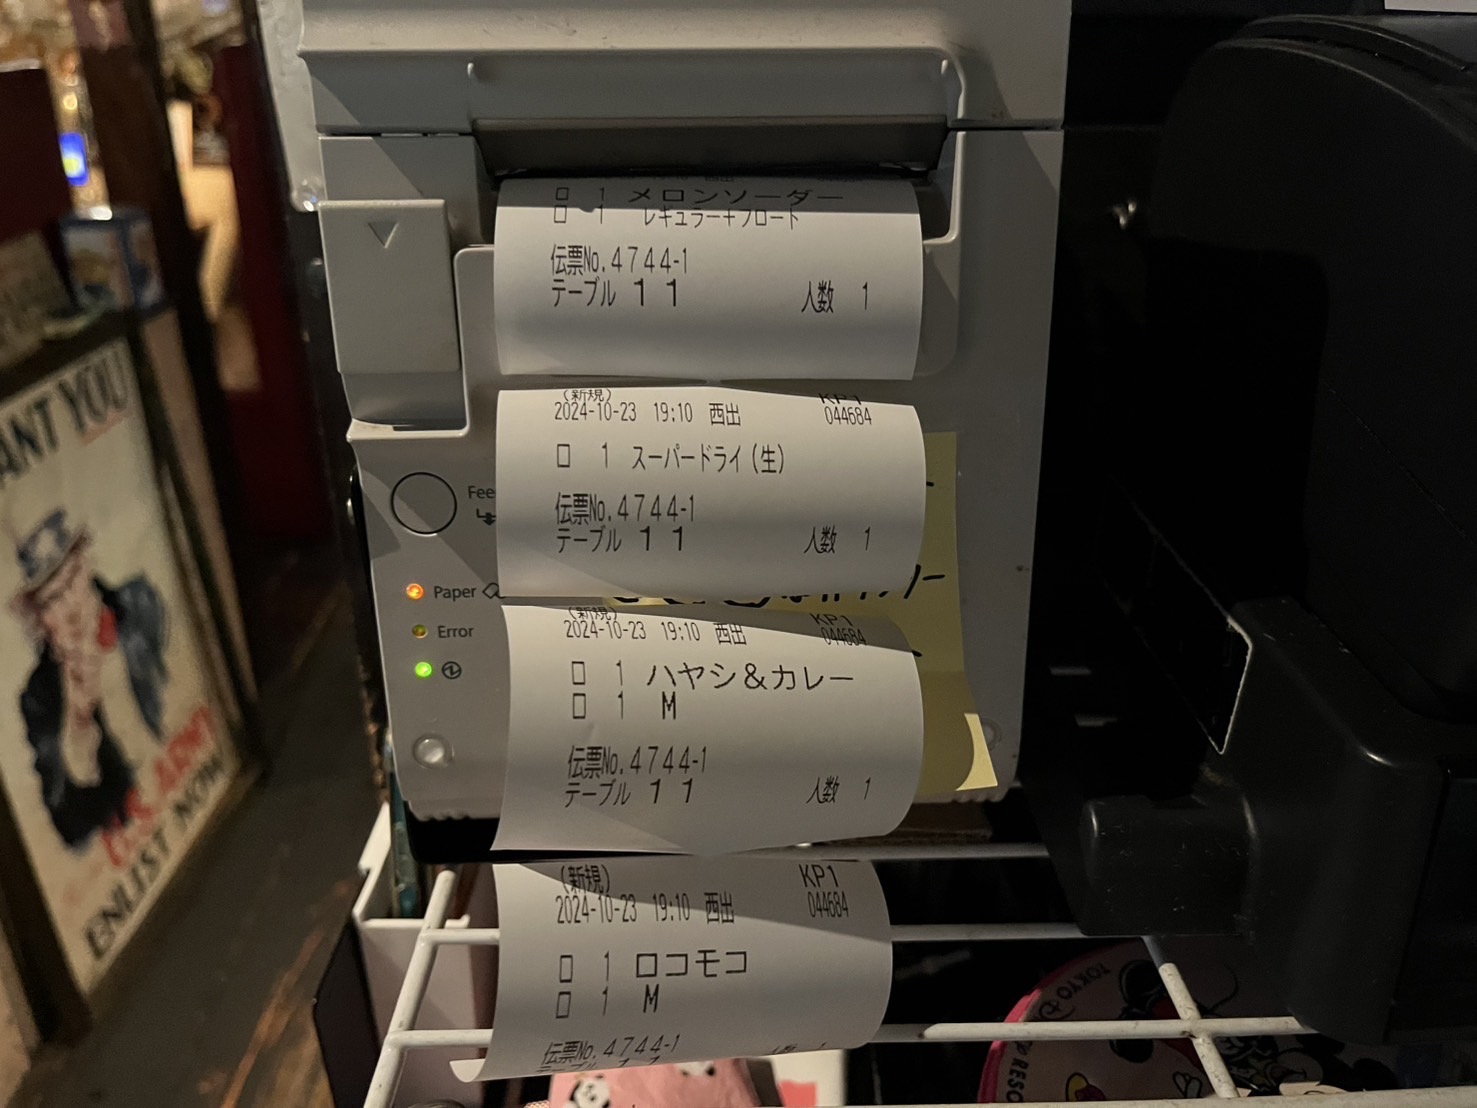 □ 1 メロンソーダー
□ 1 レギュラー+フロート
伝票No.4744-1
テーブル 11 人数 1
(新規) KP1
2024-10-23 19:10 西出 044684
□ 1 スーパードライ(生)
伝票No.4744-1
テーブル 11 人数 1
(新規) KP1
2024-10-23 19:10 西出 044684
□ 1 ハヤシ&カレー
□ 1 M
伝票No.4744-1
テーブル 11 人数 1
(新規) KP1
2024-10-23 19:10 西出 044684
□ 1 ロコモコ
□ 1 M
伝票No.4744-1
Paper
Error
WANT YOU
U.S. ARMY
ENLIST NOW
TOKYO
RESO